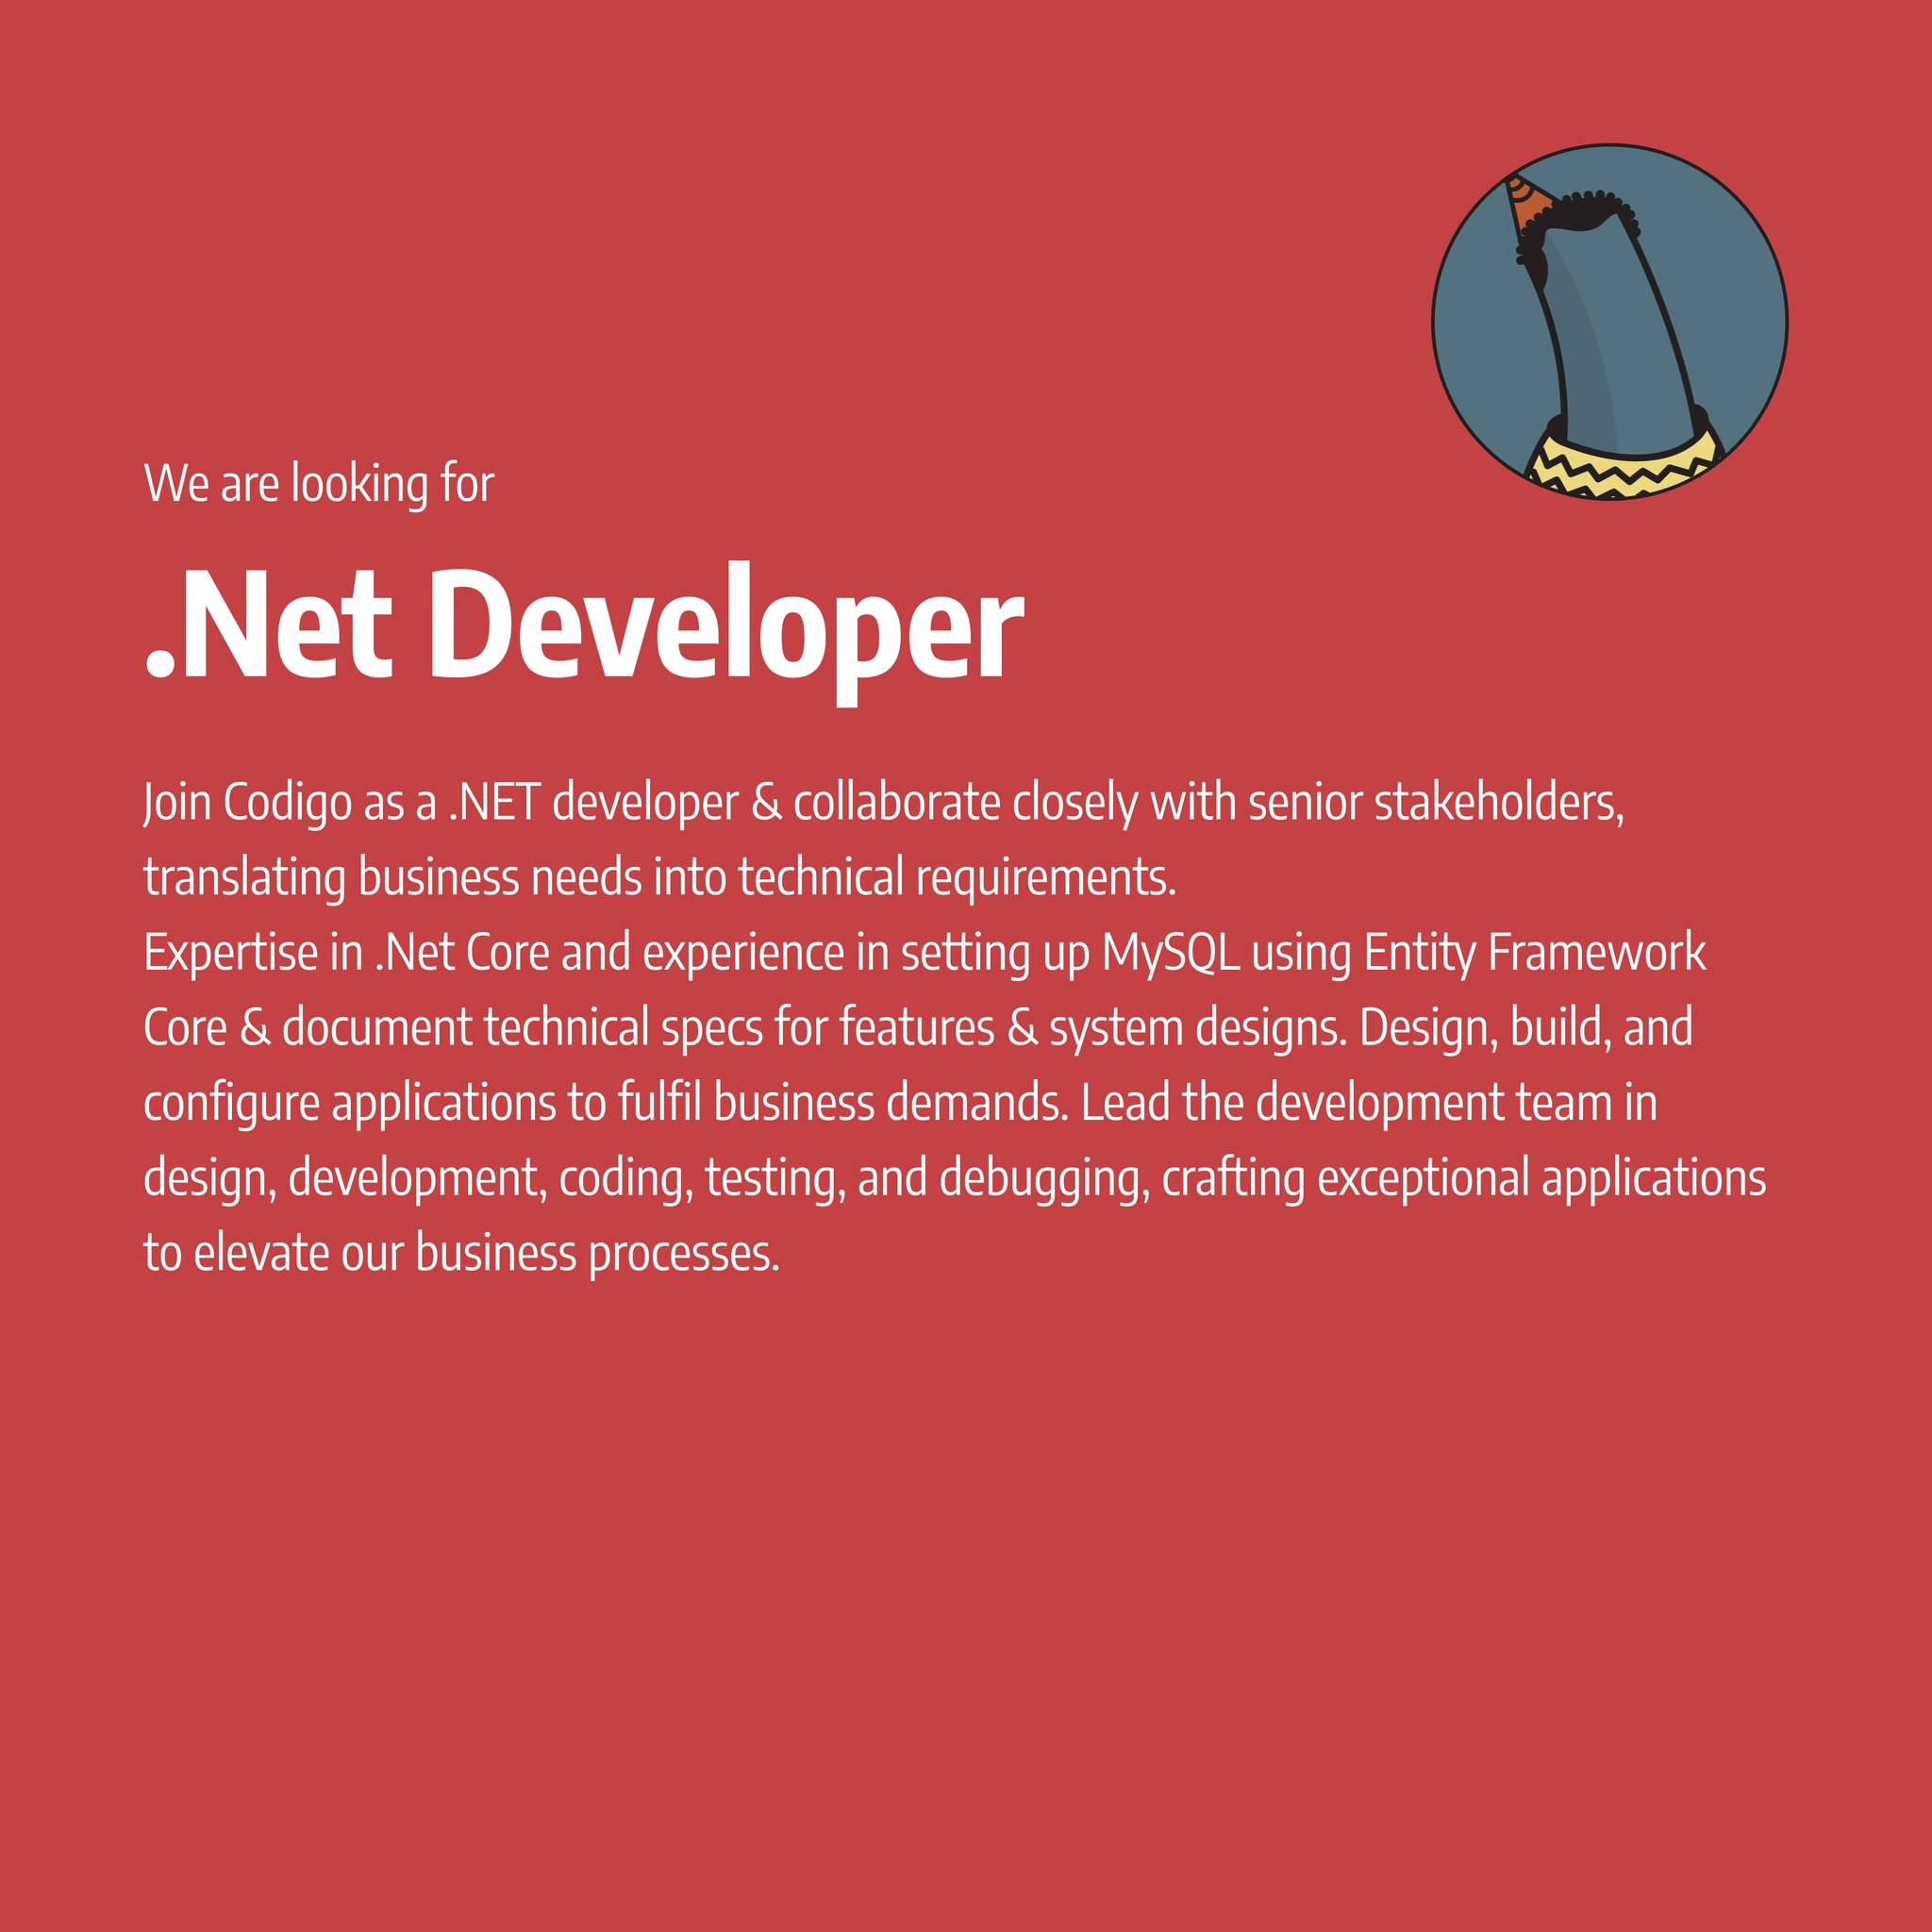 We are looking for
.Net Developer
Join Codigo as a .NET developer & collaborate closely with senior stakeholders,
translating business needs into technical requirements.
Expertise in .Net Core and experience in setting up MySQL using Entity Framework
Core & document technical specs for features & system designs. Design, build, and
configure applications to fulfil business demands. Lead the development team in
design, development, coding, testing, and debugging, crafting exceptional applications
to elevate our business processes.